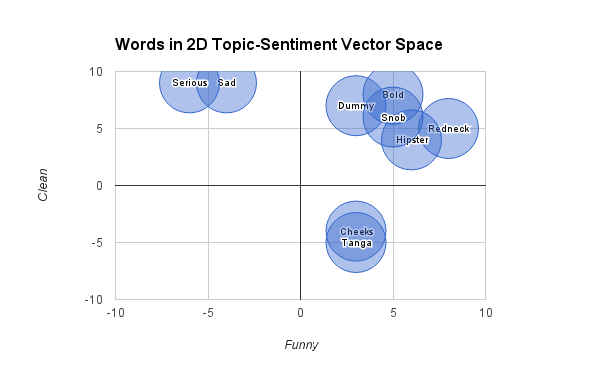 Words in 2D Topic-Sentiment Vector Space
10
5
0
-5
-10
Clean
Serious
Sad
Dummy
Bold
Snob
Hipster
Redneck
Cheeks
Tanga
-10
-5
0
5
10
Funny